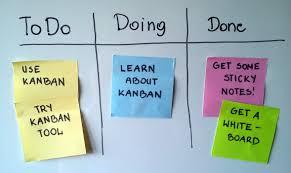 To Do
Doing
Done
USE
KANBAN
TRY
KANBAN
TOOL
LEARN
ABOUT
KANBAN
GET SOME
STICKY
NOTES!
GET A
WHITE-
BOARD